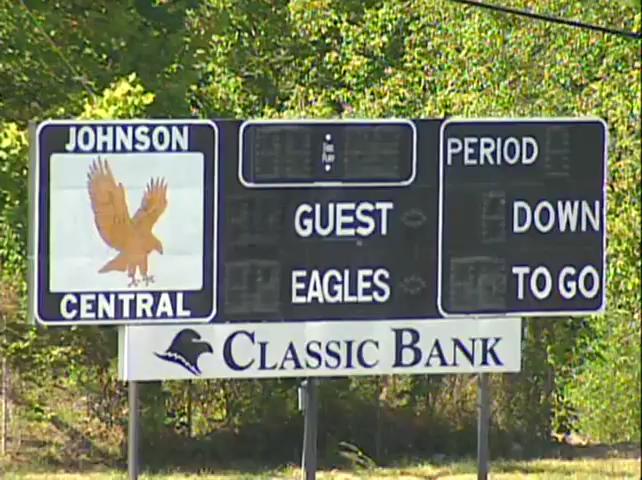 JOHNSON
CENTRAL
GUEST
EAGLES
PERIOD
DOWN
TO GO
CLASSIC BANK